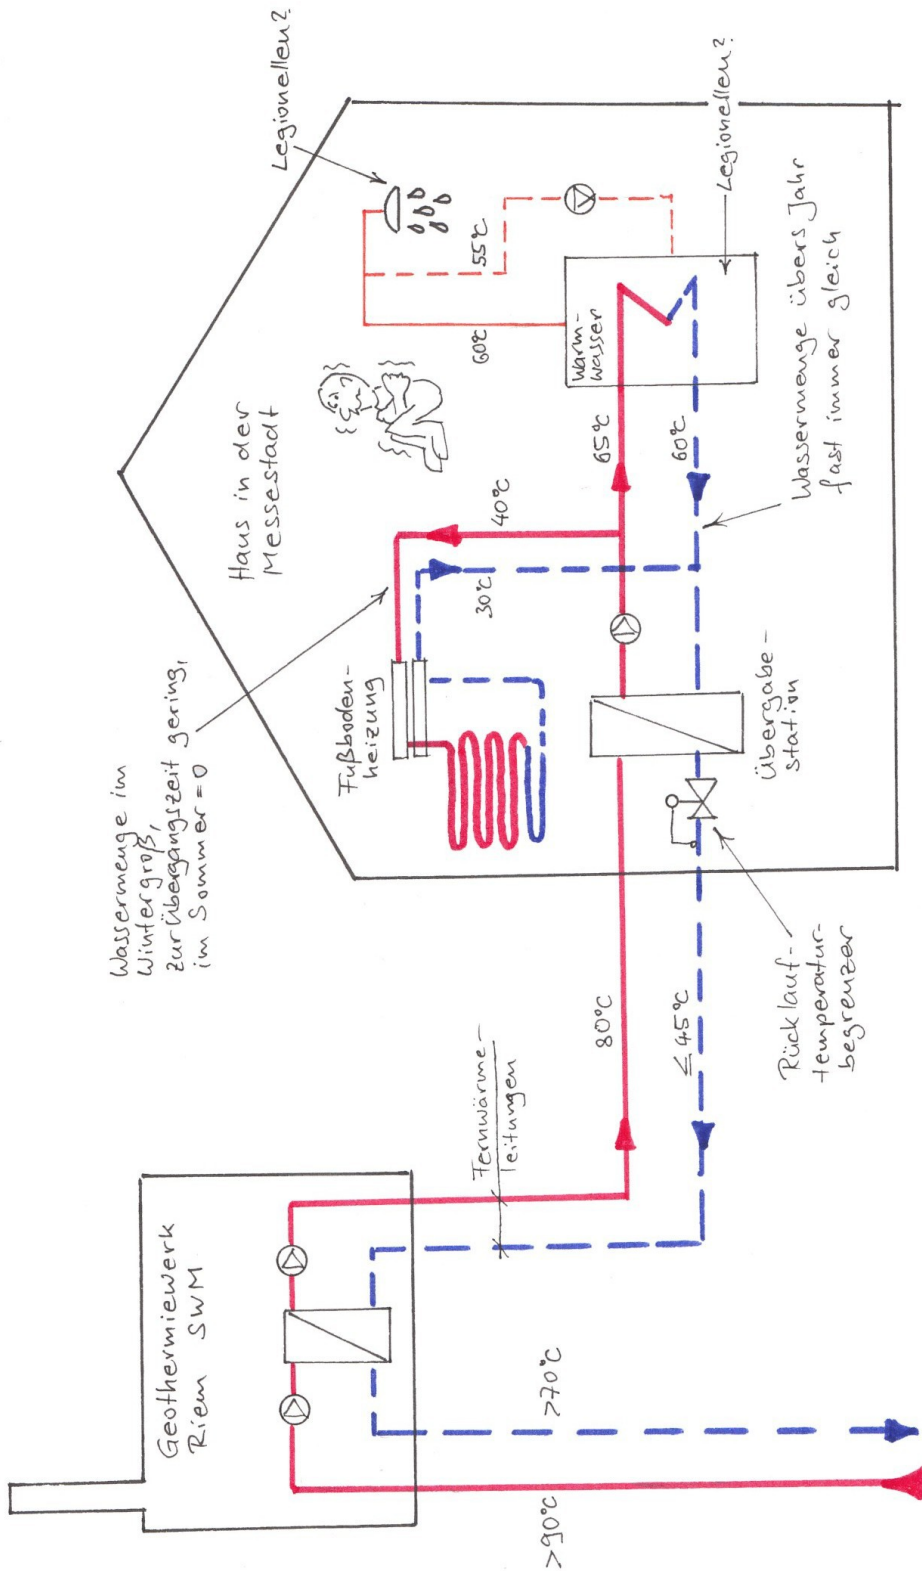 Geothermiewerk
Riem SWM
>90°C
>70°C
Fernwärme-
leitungen
80°C
≤45°C
Rücklauf-
temperatur-
begrenzer
Wassermenge im
Winter groß,
zur Übergangszeit gering,
im Sommer=0
Haus in der
Messestadt
Fußboden-
heizung
40°C
30°C
Übergabe-
station
65°C
60°C
Warm-
wasser
60°C
55°C
Legionellen?
Legionellen?
Wassermenge übers Jahr
fast immer gleich